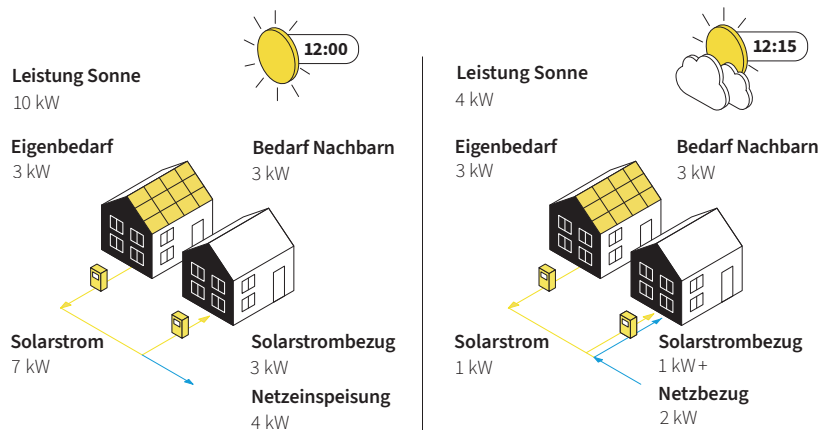 12:00
Leistung Sonne
10 kW
Eigenbedarf
3 kW
Bedarf Nachbarn
3 kW
Solarstrom
7 kW
Solarstrombezug
3 kW
Netzeinspeisung
4 kW
12:15
Leistung Sonne
4 kW
Eigenbedarf
3 kW
Bedarf Nachbarn
3 kW
Solarstrom
1 kW
Solarstrombezug
1 kW+
Netzbezug
2 kW